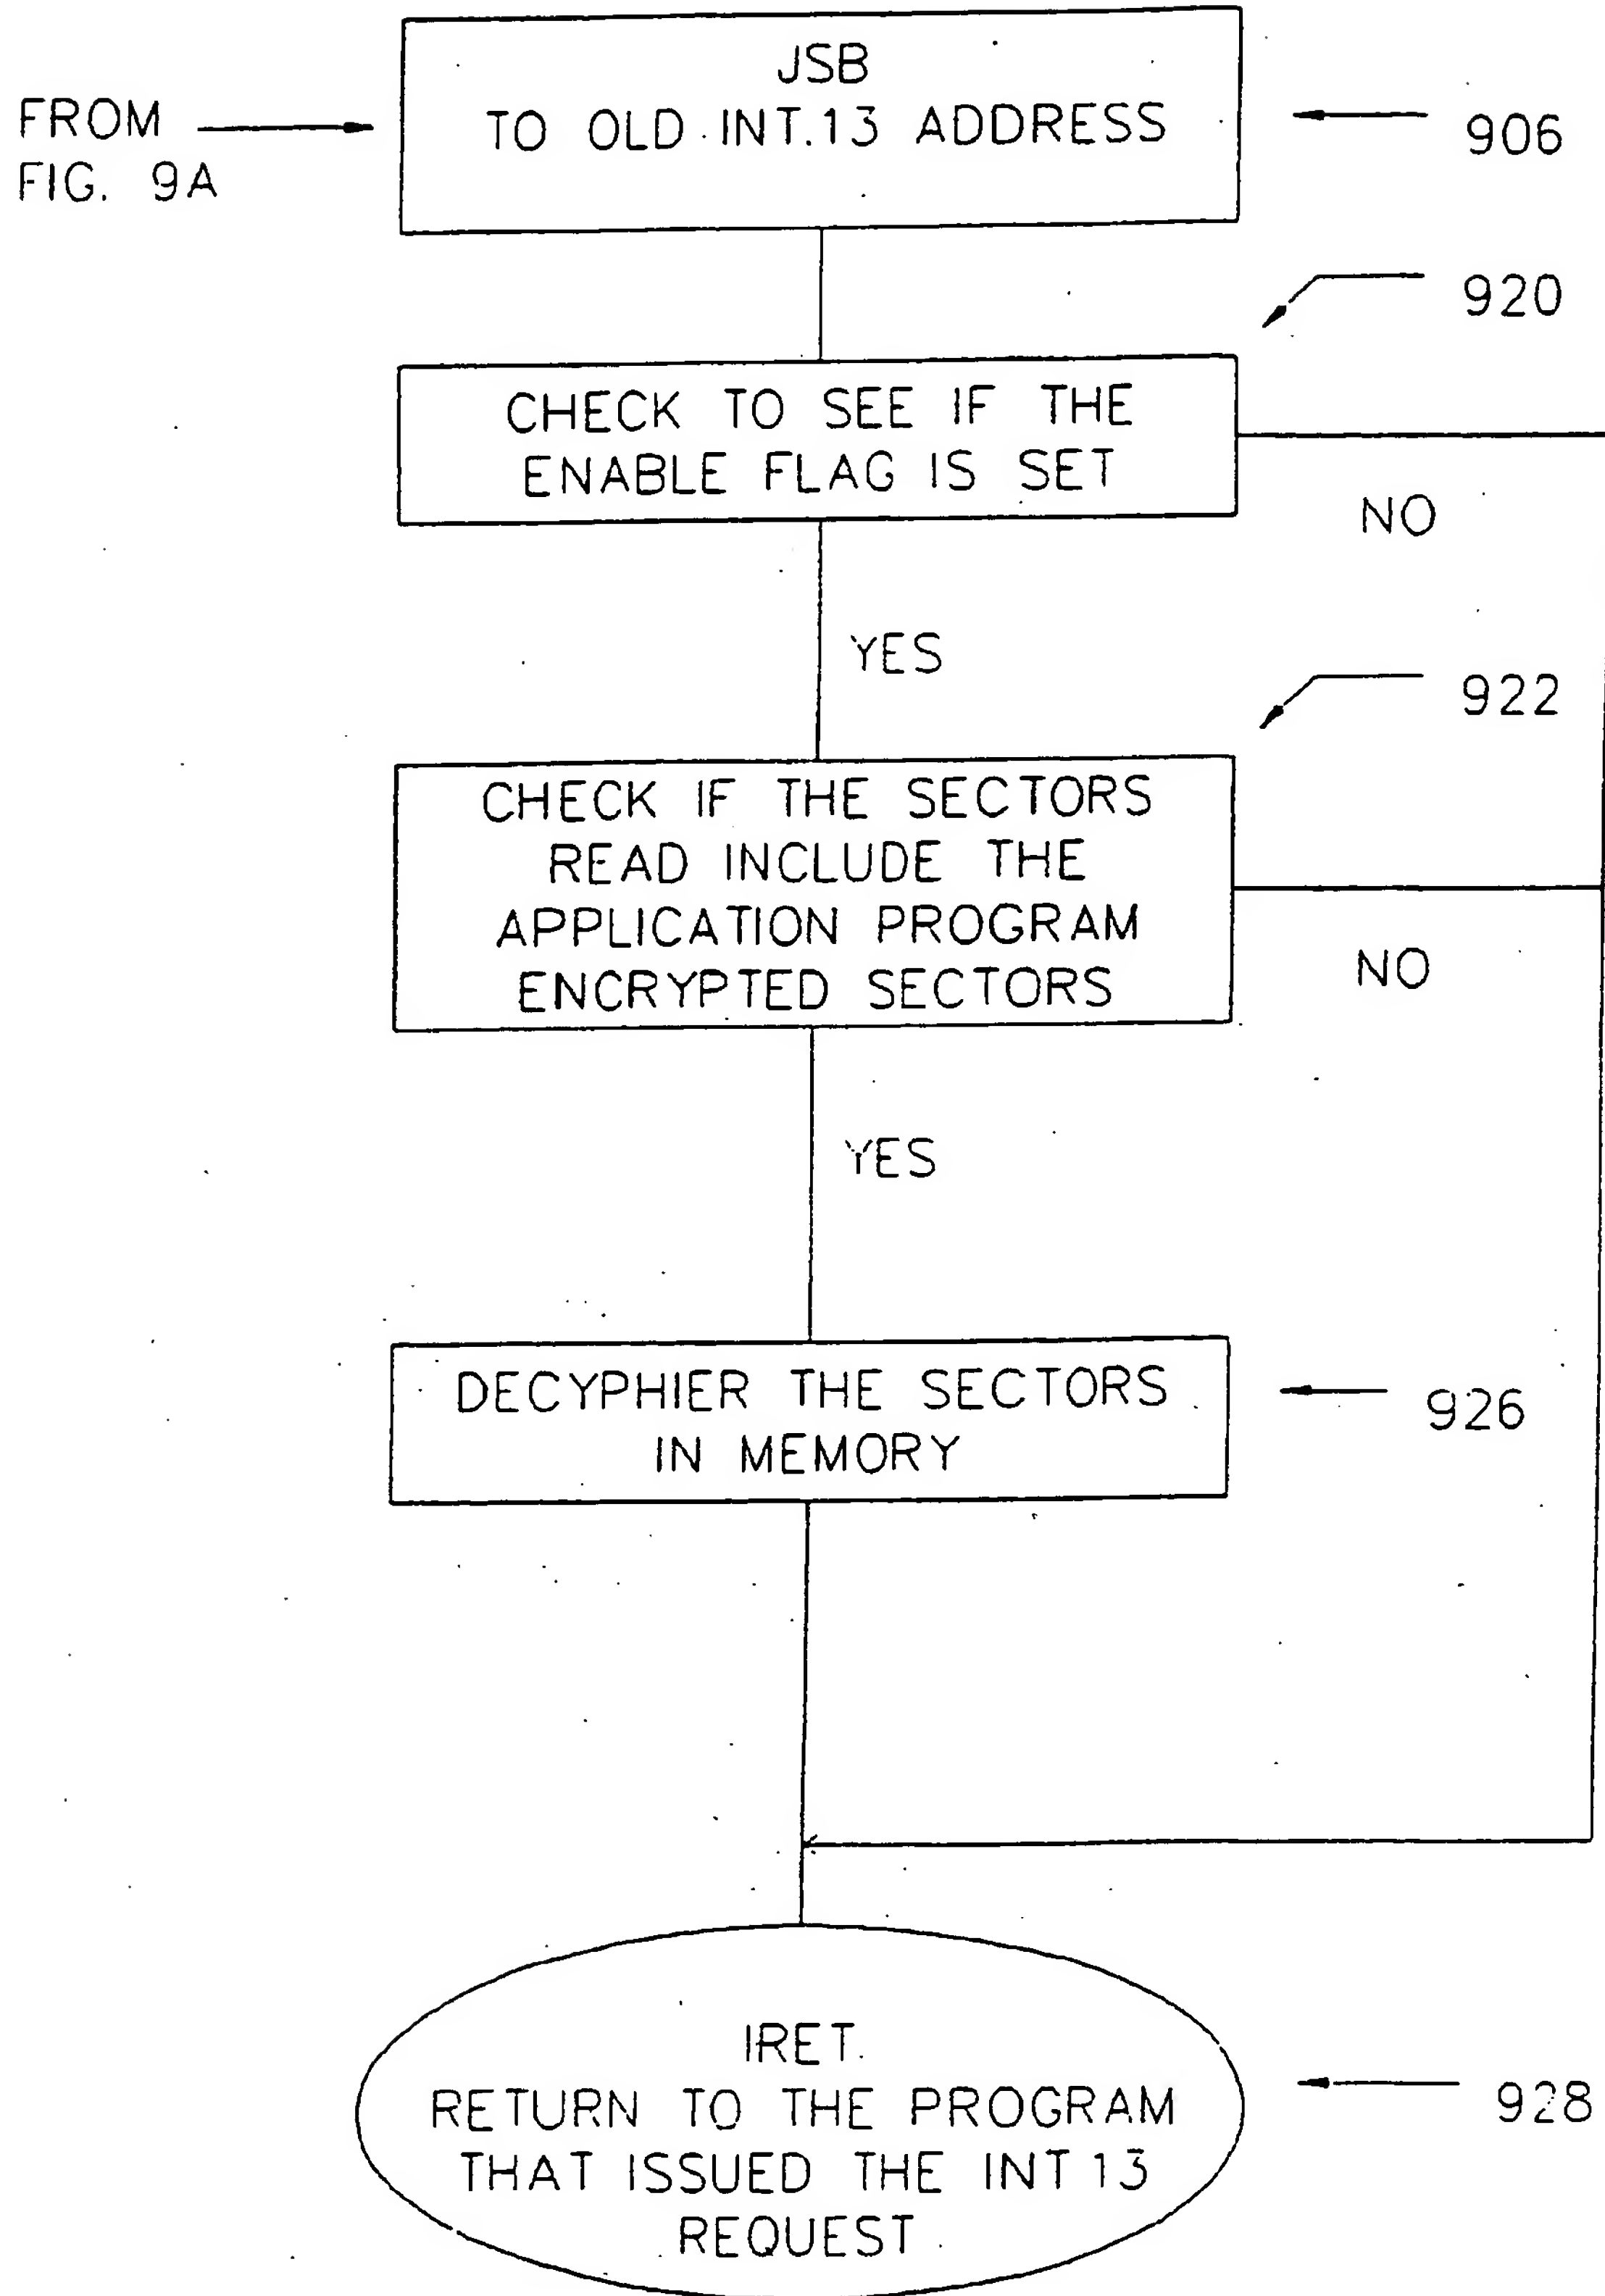 JSB
TO OLD INT.13 ADDRESS
FROM
FIG. 9A
906
920
CHECK TO SEE IF THE
ENABLE FLAG IS SET
NO
YES
922
CHECK IF THE SECTORS
READ INCLUDE THE
APPLICATION PROGRAM
ENCRYPTED SECTORS
NO
YES
DECYPHIER THE SECTORS
IN MEMORY
926
IRET.
RETURN TO THE PROGRAM
THAT ISSUED THE INT 13
REQUEST
928